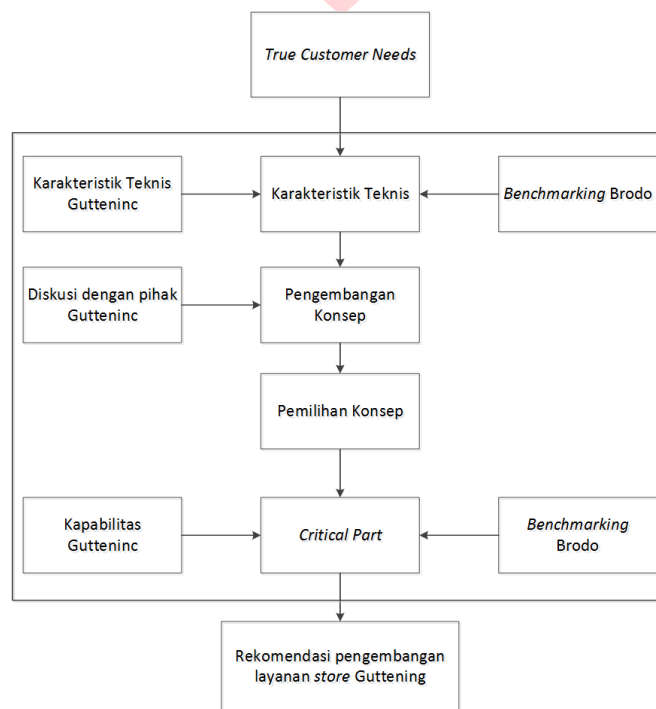 True Customer Needs
Karakteristik Teknis
Gutteninc
Karakteristik Teknis
Benchmarking Brodo
Diskusi dengan pihak
Gutteninc
Pengembangan
Konsep
Pemilihan Konsep
Kapabilitas
Gutteninc
Critical Part
Benchmarking
Brodo
Rekomendasi pengembangan
layanan store Guttening